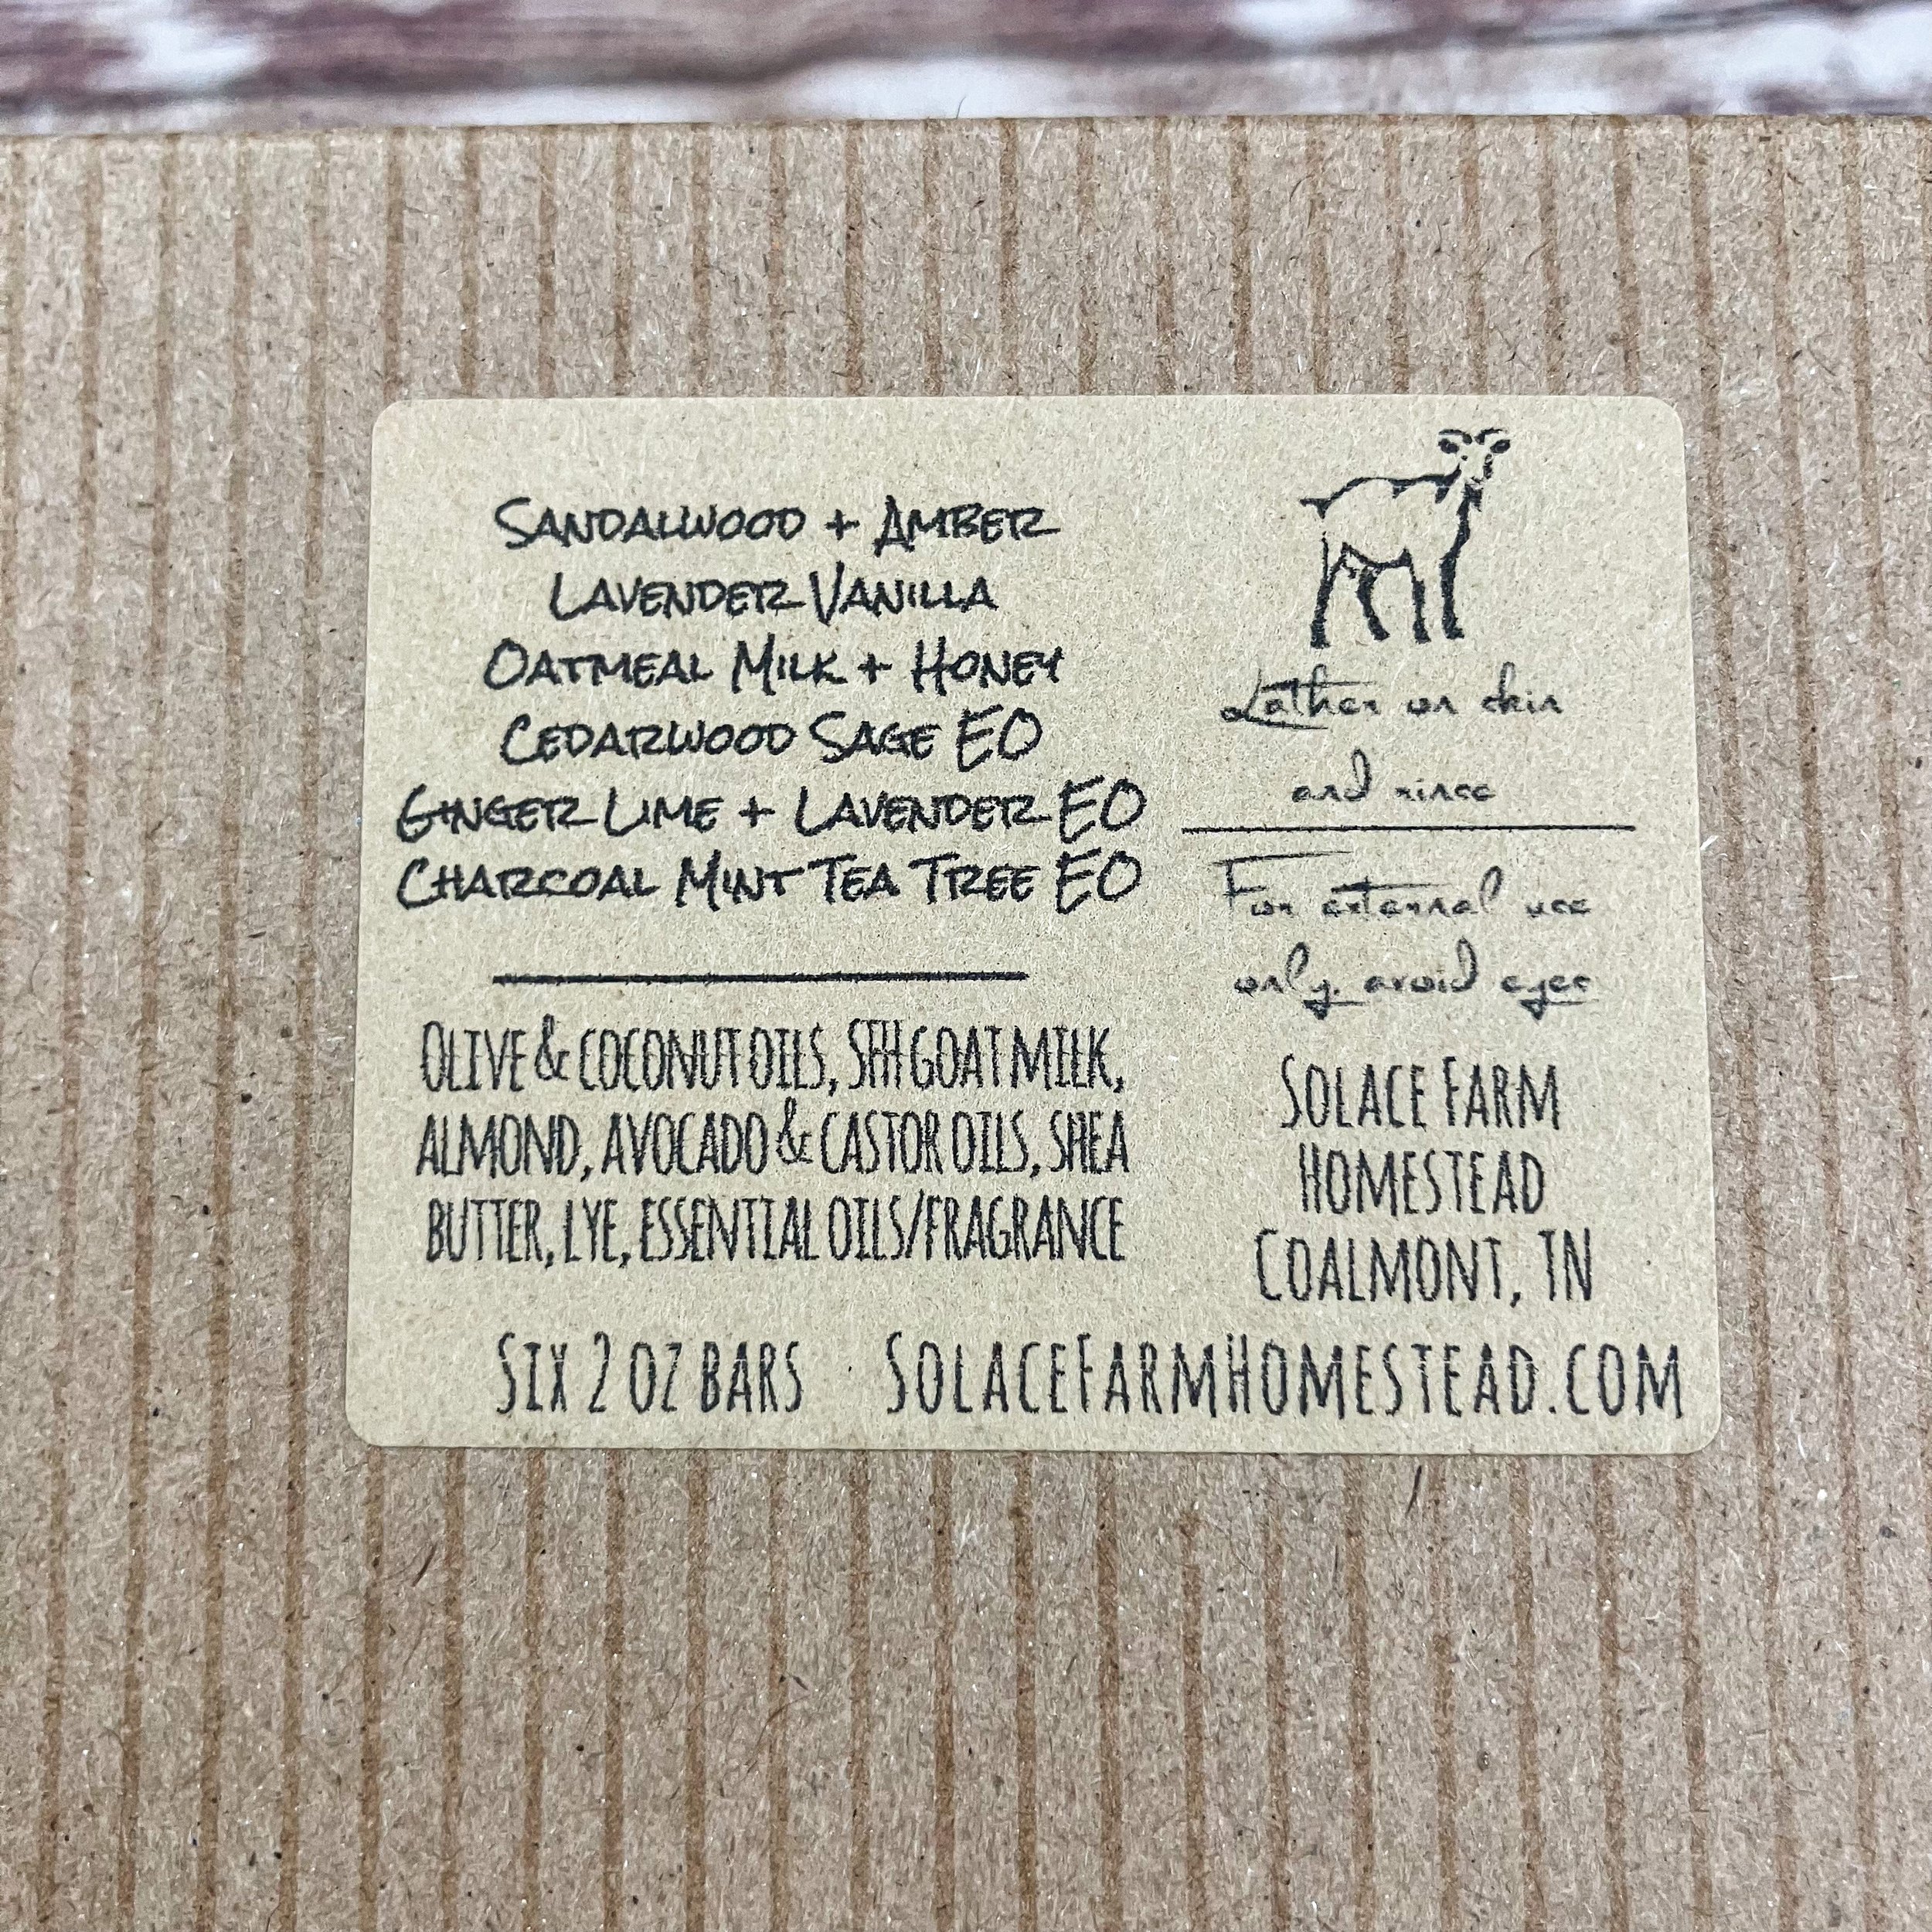 Sandalwood + Amber
Lavender Vanilla
Oatmeal Milk + Honey
Cedarwood Sage EO
Ginger Lime + Lavender EO
Charcoal Mint Tea Tree EO
Olive & coconut oils, SFH goat milk,
almond, avocado & castor oils, shea
butter, lye, essential oils/fragrance
Six 2 oz bars
Lather on skin
and rinse
For external use
only, avoid eyes
Solace Farm
Homestead
Coalmont, TN
SolaceFarmHomestead.com